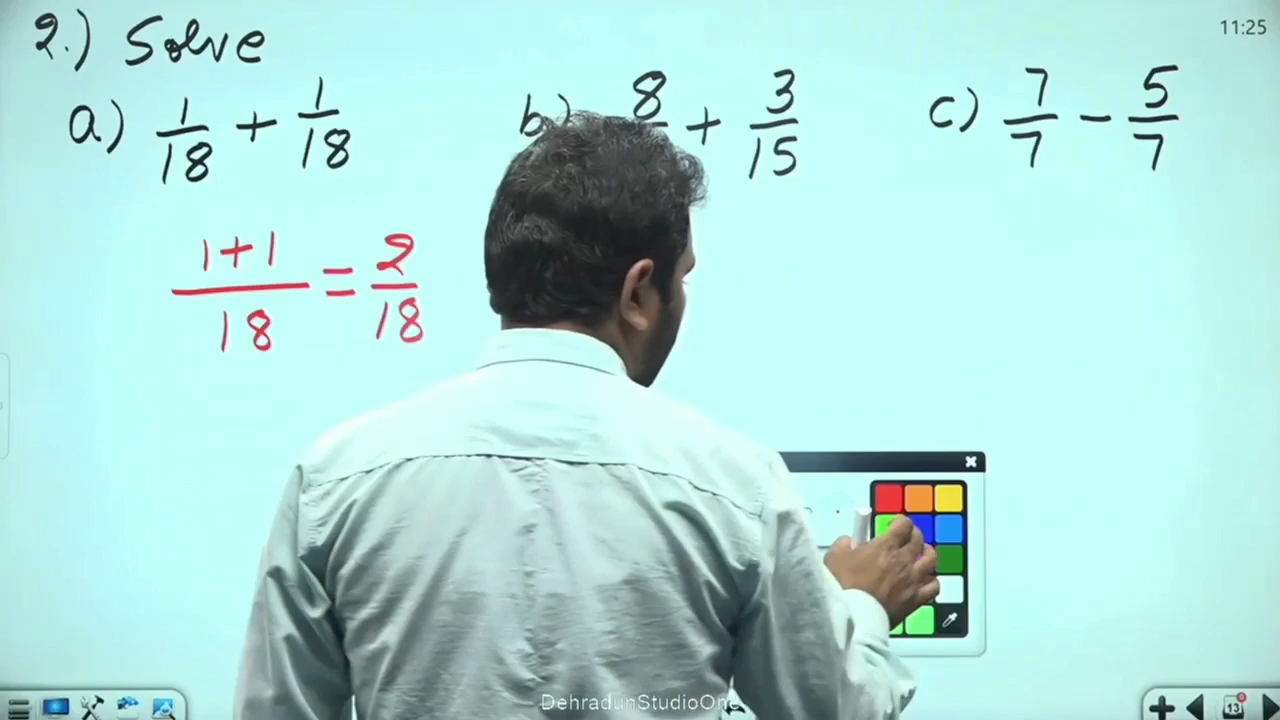 11:25
2.) Solve
a.) 1/18 + 1/18 b.) 8 + 3/15 c.) 7/7 - 5/7
1+1/18 = 2/18
13
DehradunStudioOne